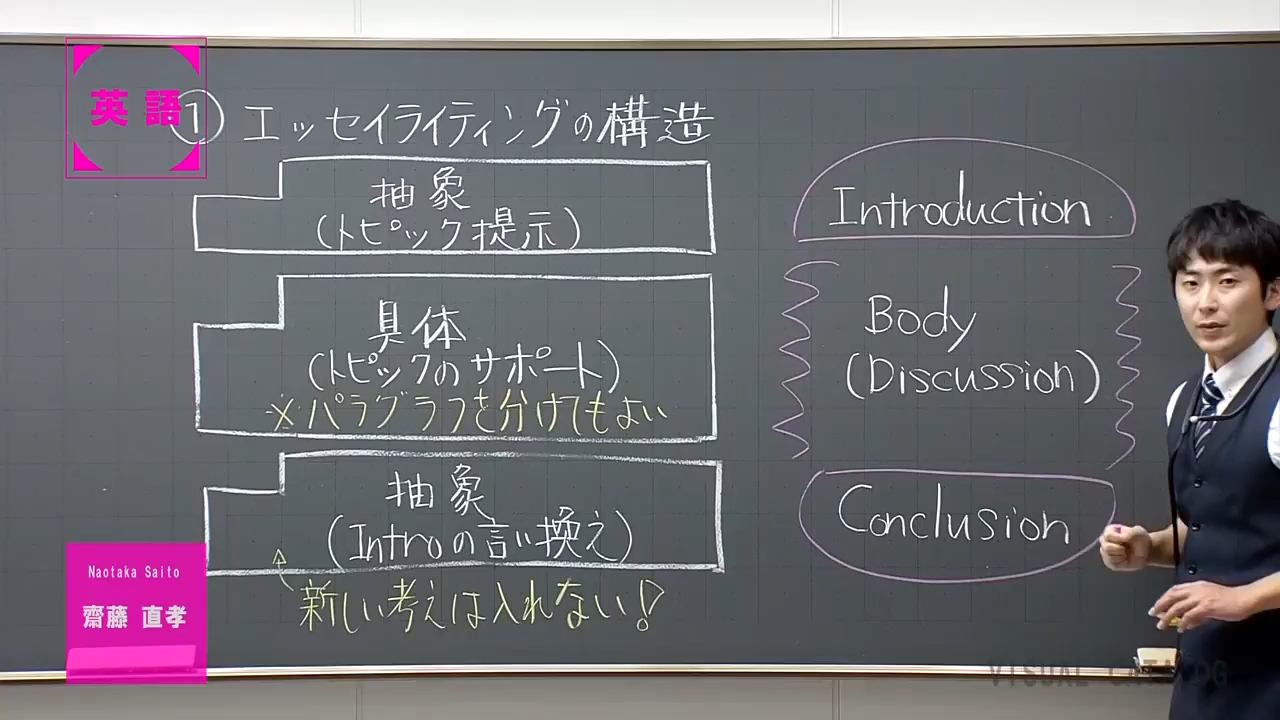 英語
① エッセイライティングの構造
抽象
(トピック提示)
具体
(トピックのサポート)
※パラグラフを分けてもよい
抽象
(Introの言い換え)
新しい考えは入れない!
Introduction
Body
(Discussion)
Conclusion
Naotaka Saito
齋藤 直孝
VISUAL CATALOG